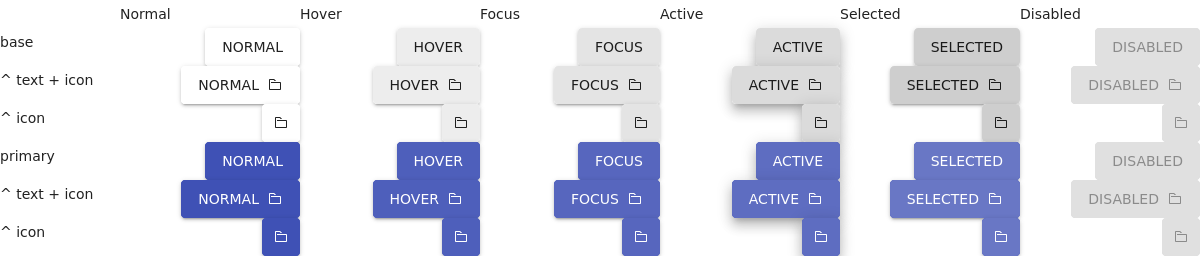 Normal Hover Focus Active Selected Disabled
base NORMAL HOVER FOCUS ACTIVE SELECTED DISABLED
^ text + icon NORMAL HOVER FOCUS ACTIVE SELECTED DISABLED
^ icon
primary NORMAL HOVER FOCUS ACTIVE SELECTED DISABLED
^ text + icon NORMAL HOVER FOCUS ACTIVE SELECTED DISABLED
^ icon